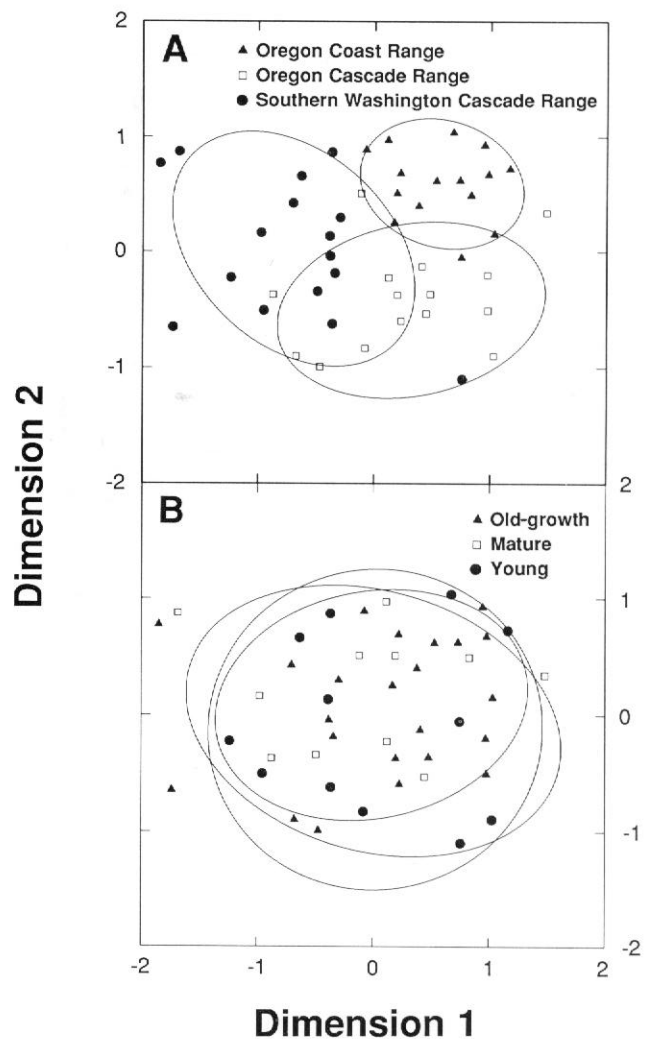 2
A
Oregon Coast Range
Oregon Cascade Range
Southern Washington Cascade Range
1
0
-1
-2
2
B
Old-growth
Mature
Young
1
0
-1
-2
-2
-1
0
1
2
Dimension 2
Dimension 1